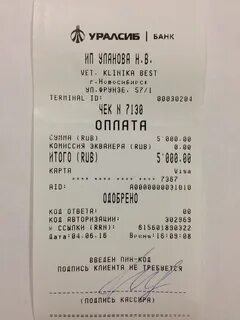 УРАЛСИБ | БАНК
ИП УЛАНОВА Н.В.
VET. KLINIKA BEST
г.Новосибирск
УЛ.ФРУНЗЕ, 57/1
TERMINAL ID: 00030204
ЧЕК N 7130
ОПЛАТА
СУММА (RUB) 5 000.00
КОМИССИЯ ЭКВАЙЕРА (RUB) 0.00
ИТОГО (RUB) 5 000.00
КАРТА Visa
**** **** **** 7367
AID: A0000000031010
ОДОБРЕНО
КОД ОТВЕТА: 00
КОД АВТОРИЗАЦИИ: 302969
N ССЫЛКИ (RRN): 615601890322
Дата: 04-06-16 Время: 16:09:08
ВВЕДЕН ПИН-КОД
ПОДПИСЬ КЛИЕНТА НЕ ТРЕБУЕТСЯ
(ПОДПИСЬ КАССИРА)